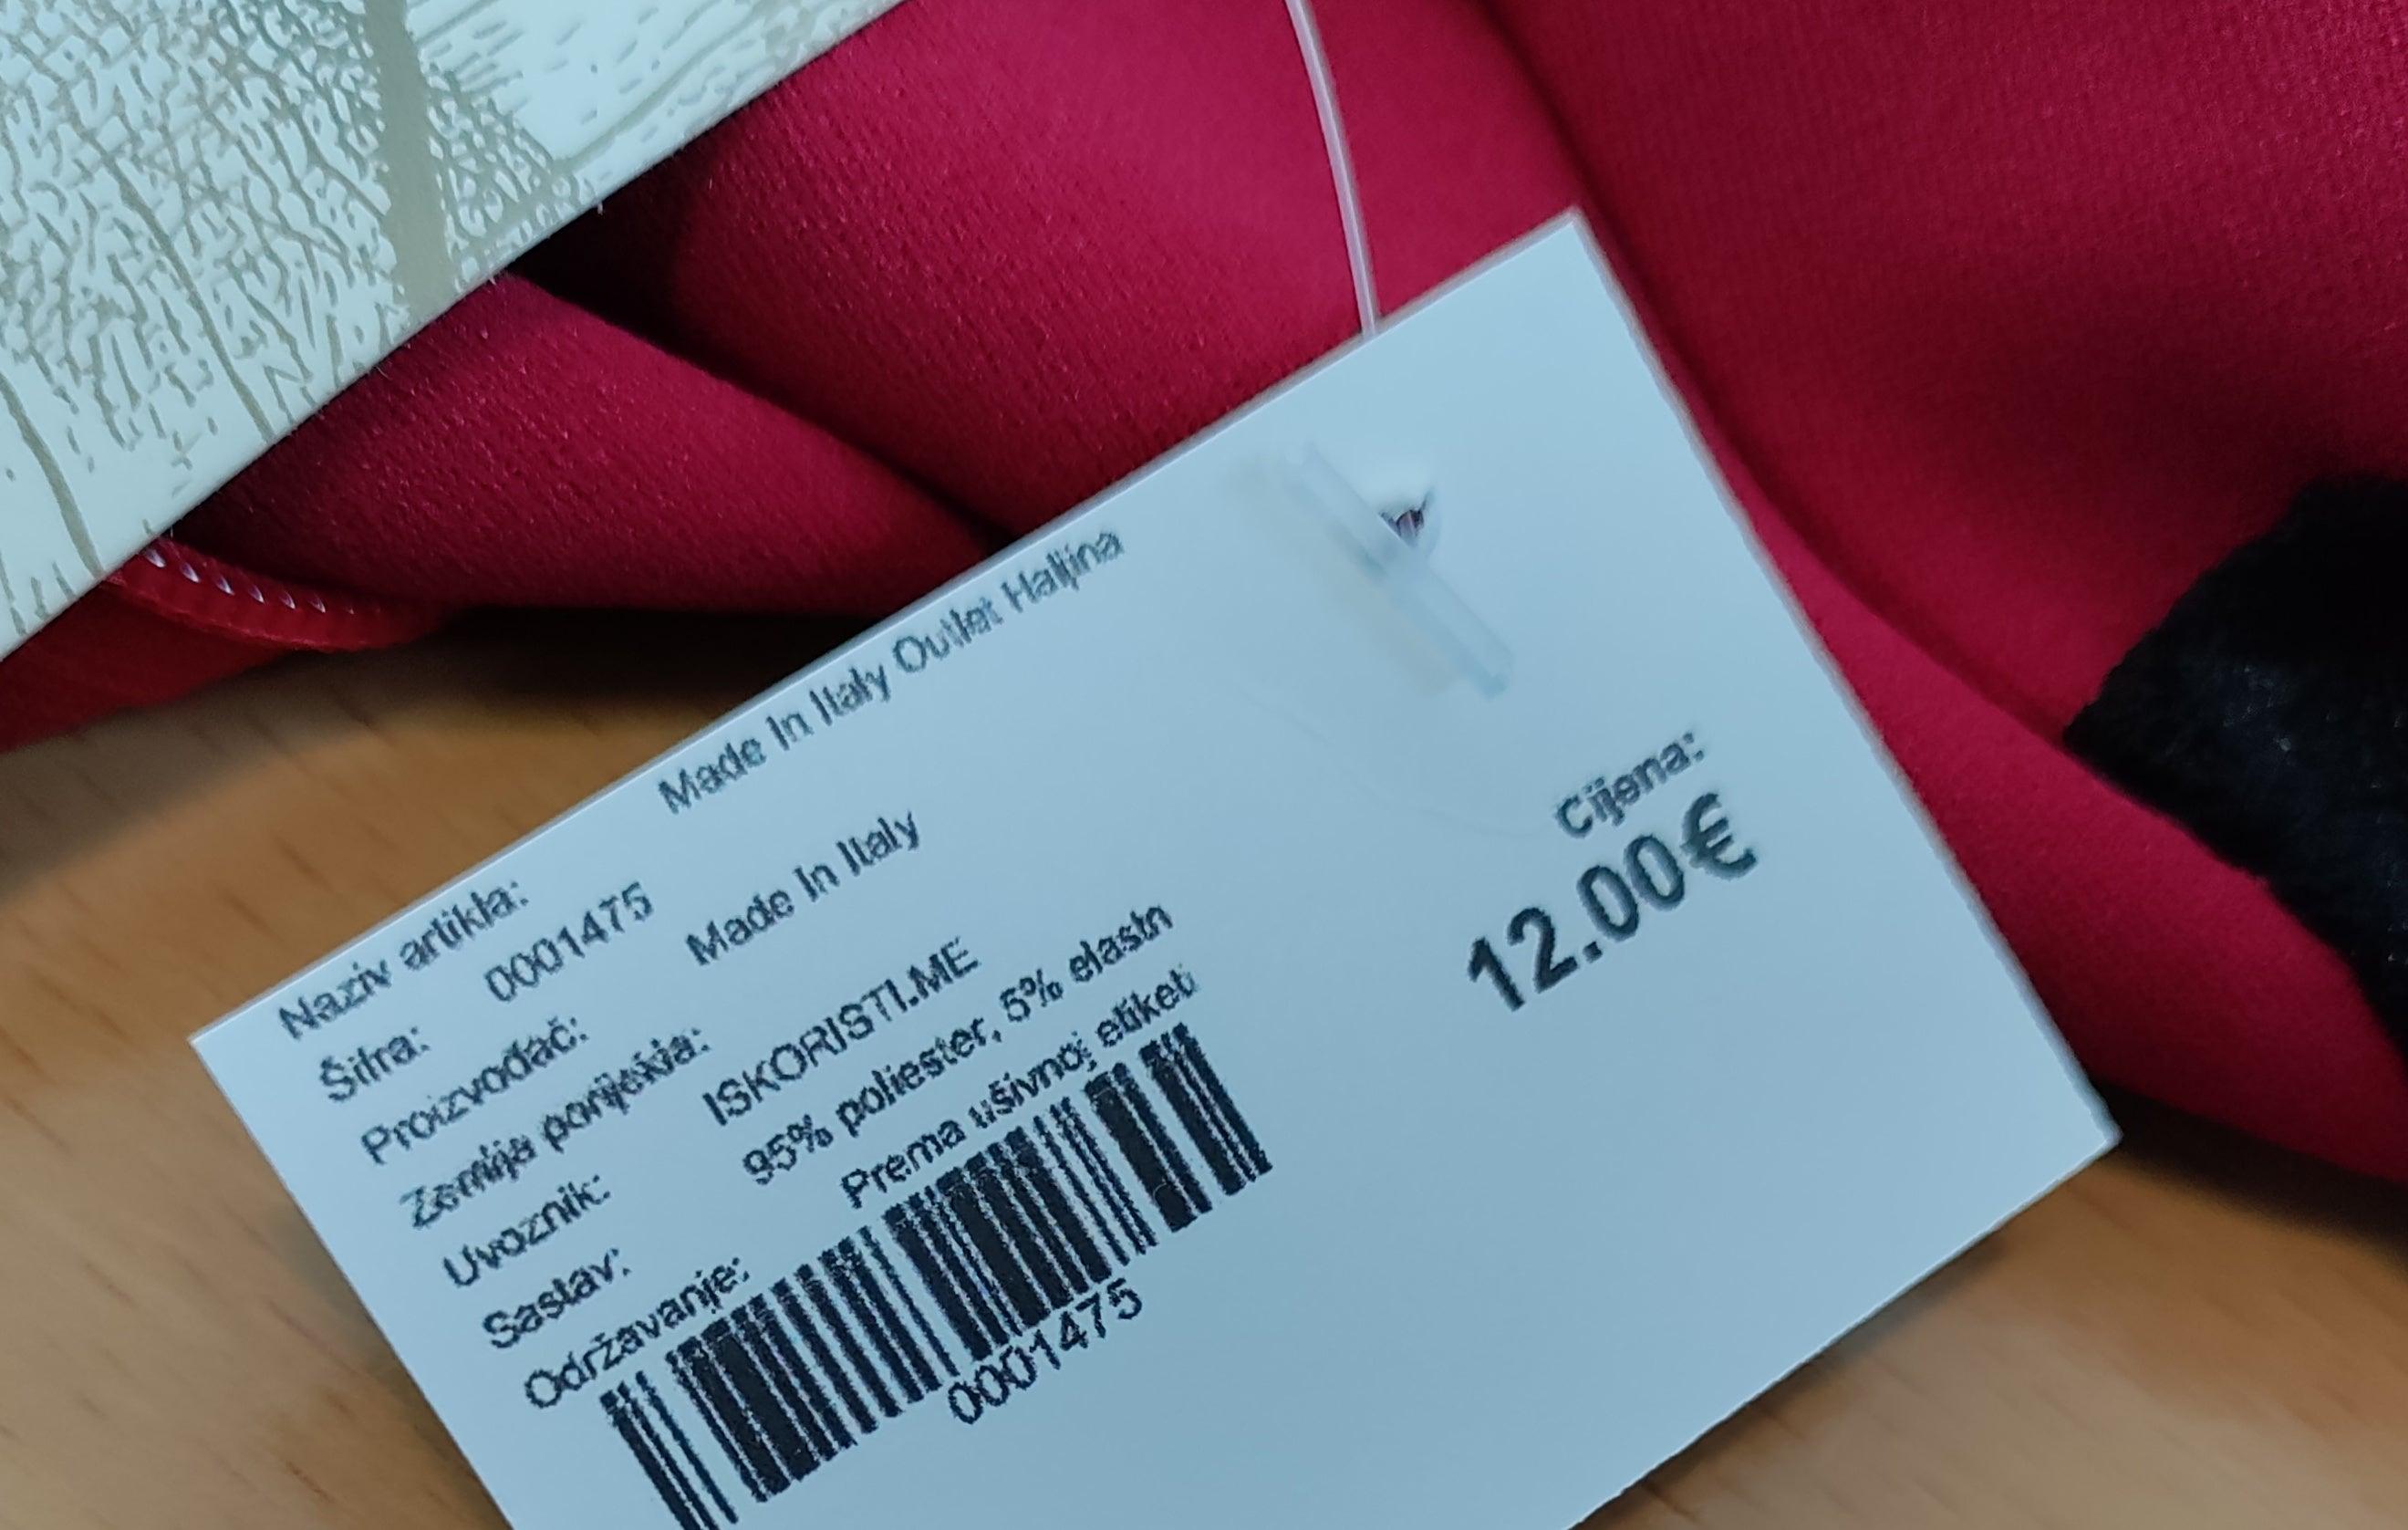 Naziv artikla: Made In Italy Outlet Haljina
Šifra: 0001475
Proizvođač: Made In Italy
Zemlja porijekla:
Uvoznik: ISKORISTI.ME
Sastav: 95% poliester, 5% elastn
Održavanje: Prema ušivnoj etiketi
0001475
Cijena:
12.00€